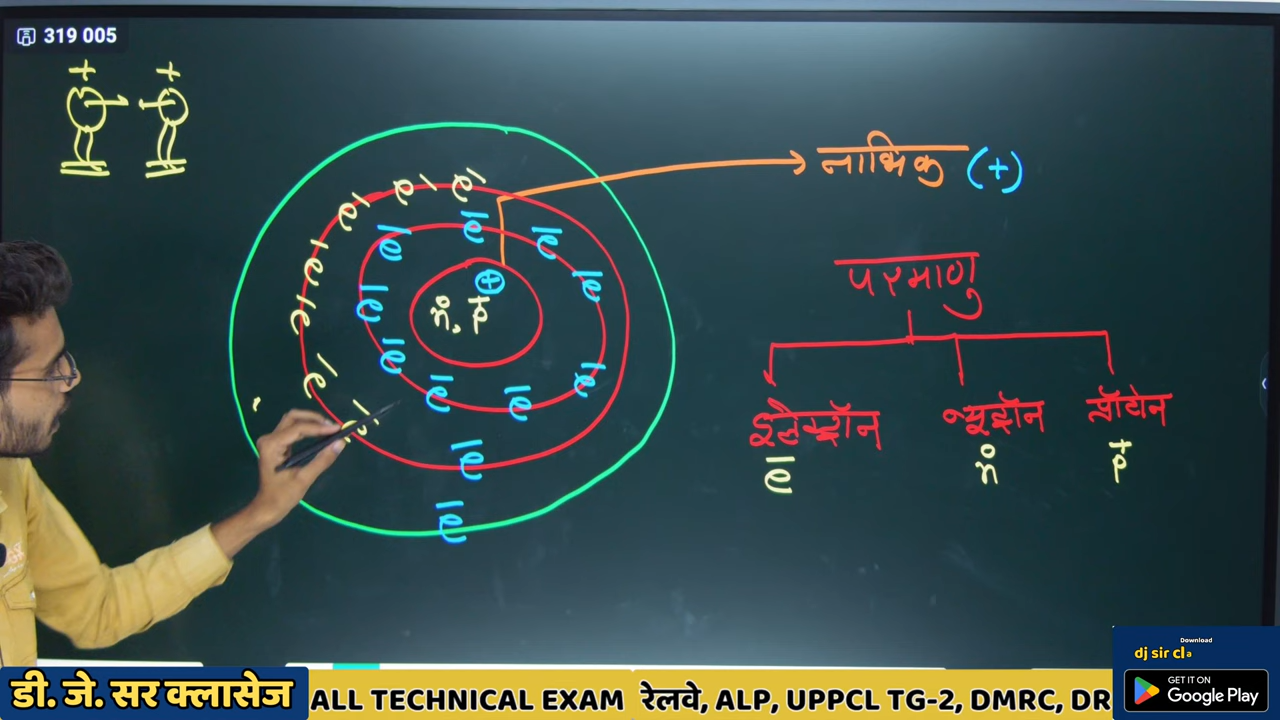 319 005
+ +
नाभिक (+)
e e e e e e e e
e e e e e e e e e
+
n, p
e
e
परमाणु
इलेक्ट्रॉन न्यूट्रॉन प्रोटॉन
e n p
डी. जे. सर क्लासेज ALL TECHNICAL EXAM रेलवे, ALP, UPPCL TG-2, DMRC, DR
Download
dj sir cla
GET IT ON
Google Play